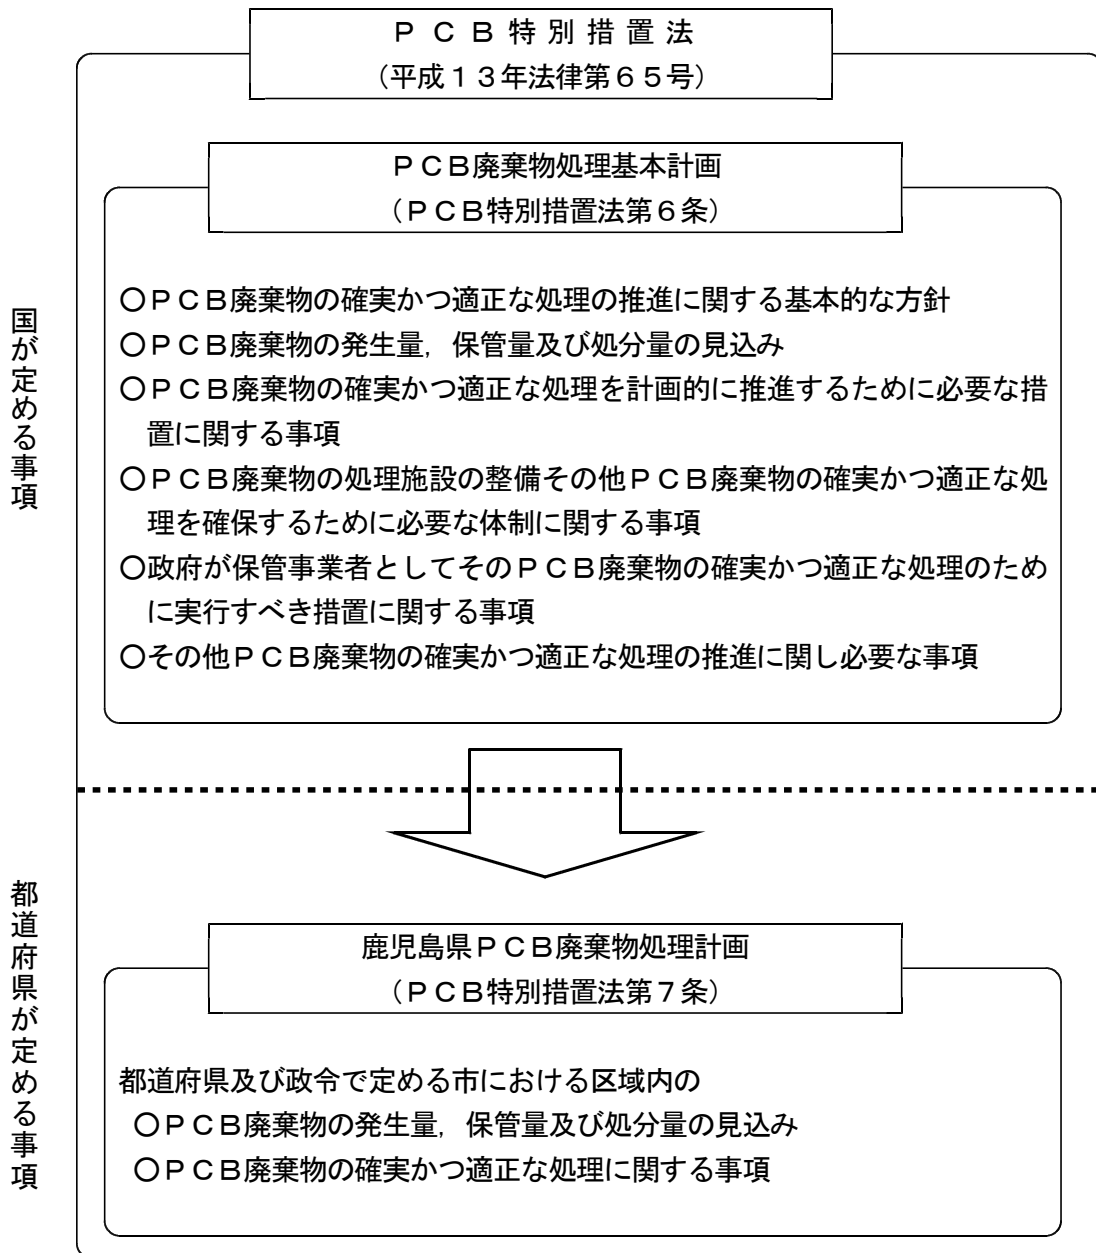 ＰＣＢ特別措置法
（平成１３年法律第６５号）
ＰＣＢ廃棄物処理基本計画
（ＰＣＢ特別措置法第６条）
国が定める事項
○ＰＣＢ廃棄物の確実かつ適正な処理の推進に関する基本的な方針
○ＰＣＢ廃棄物の発生量，保管量及び処分量の見込み
○ＰＣＢ廃棄物の確実かつ適正な処理を計画的に推進するために必要な措
置に関する事項
○ＰＣＢ廃棄物の処理施設の整備その他ＰＣＢ廃棄物の確実かつ適正な処
理を確保するために必要な体制に関する事項
○政府が保管事業者としてそのＰＣＢ廃棄物の確実かつ適正な処理のため
に実行すべき措置に関する事項
○その他ＰＣＢ廃棄物の確実かつ適正な処理の推進に関し必要な事項
都道府県が定める事項
鹿児島県ＰＣＢ廃棄物処理計画
（ＰＣＢ特別措置法第７条）
都道府県及び政令で定める市における区域内の
○ＰＣＢ廃棄物の発生量，保管量及び処分量の見込み
○ＰＣＢ廃棄物の確実かつ適正な処理に関する事項